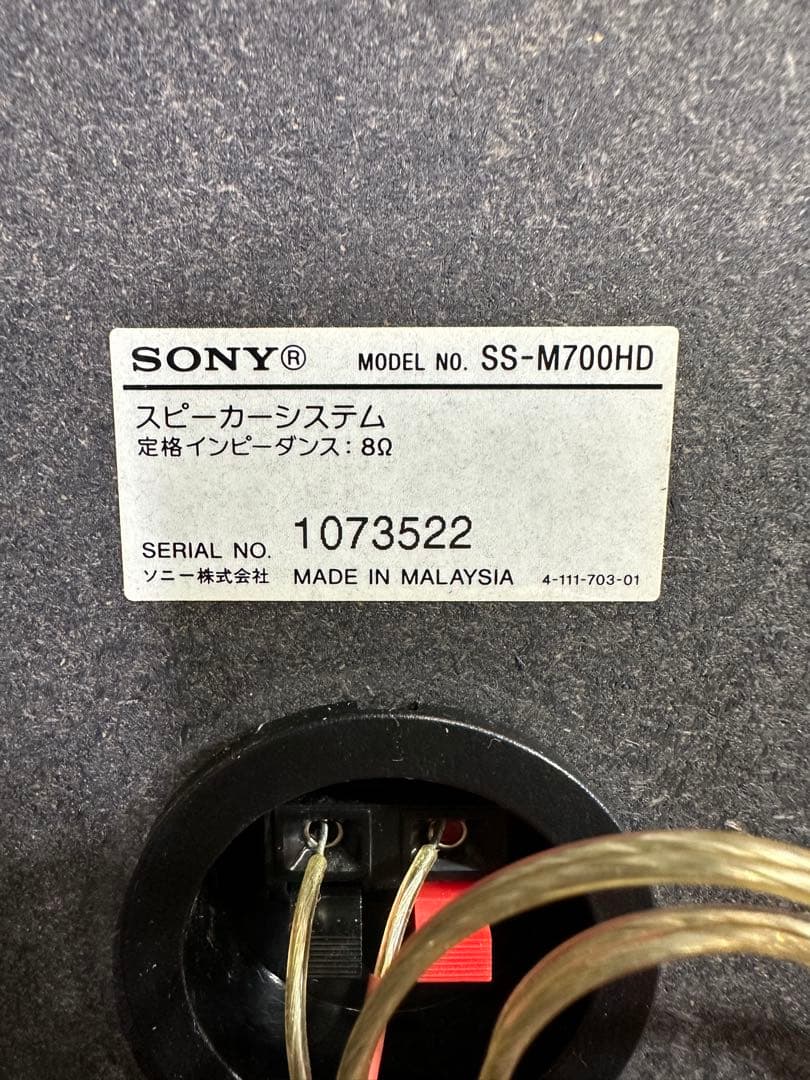 SONY® MODEL NO. SS-M700HD
スピーカーシステム
定格インピーダンス：8Ω
SERIAL NO. 1073522
ソニー株式会社 MADE IN MALAYSIA 4-111-703-01